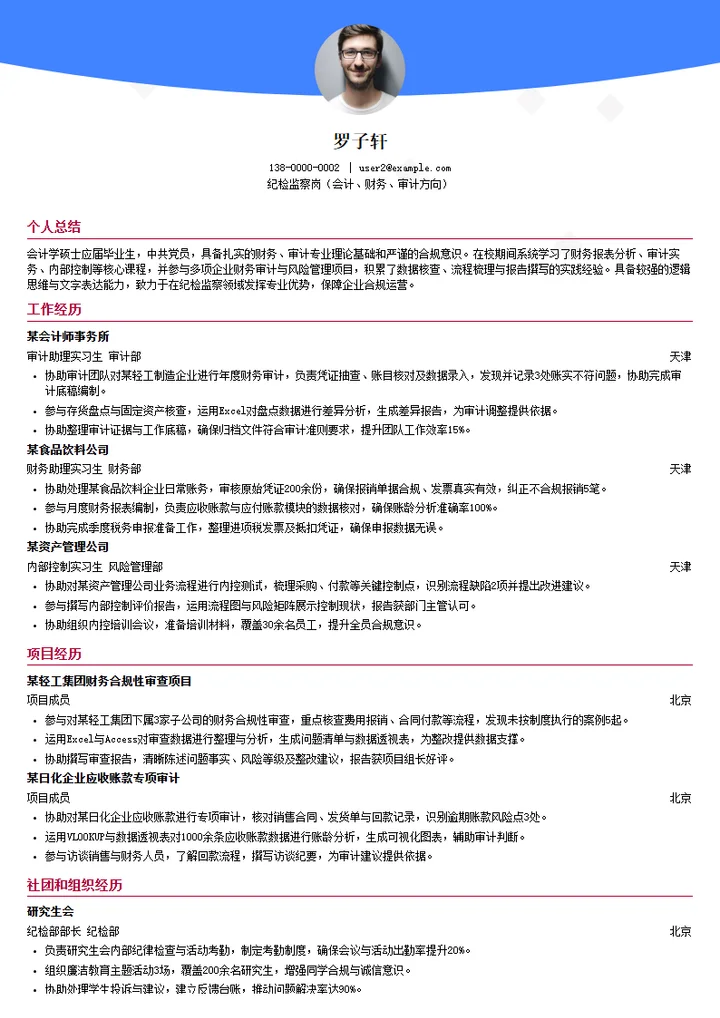 罗子轩
138-0000-0002 | user2@example.com
纪检监察岗（会计、财务、审计方向）
个人总结
会计学硕士应届毕业生，中共党员，具备扎实的财务、审计专业理论基础和严谨的合规意识。在校期间系统学习了财务报表分析、审计实
务、内部控制等核心课程，并参与多项企业财务审计与风险管理项目，积累了数据核查、流程梳理与报告撰写的实践经验。具备较强的逻辑
思维与文字表达能力，致力于在纪检监察领域发挥专业优势，保障企业合规运营。
工作经历
某会计师事务所
审计助理实习生 审计部 天津
• 协助审计团队对某轻工制造企业进行年度财务审计，负责凭证抽查、账目核对及数据录入，发现并记录3处账实不符问题，协助完成审
计底稿编制。
• 参与存货盘点与固定资产核查，运用Excel对盘点数据进行差异分析，生成差异报告，为审计调整提供依据。
• 协助整理审计证据与工作底稿，确保归档文件符合审计准则要求，提升团队工作效率15%。
某食品饮料公司
财务助理实习生 财务部 天津
• 协助处理某食品饮料企业日常账务，审核原始凭证200余份，确保报销单据合规、发票真实有效，纠正不合规报销5笔。
• 参与月度财务报表编制，负责应收账款与应付账款模块的数据核对，确保账龄分析准确率100%。
• 协助完成季度税务申报准备工作，整理进项税发票及抵扣凭证，确保申报数据无误。
某资产管理公司
内部控制实习生 风险管理部 天津
• 协助对某资产管理公司业务流程进行内控测试，梳理采购、付款等关键控制点，识别流程缺陷2项并提出改进建议。
• 参与撰写内部控制评价报告，运用流程图与风险矩阵展示控制现状，报告获部门主管认可。
• 协助组织内控培训会议，准备培训材料，覆盖30余名员工，提升全员合规意识。
项目经历
某轻工集团财务合规性审查项目
项目成员 北京
• 参与对某轻工集团下属3家子公司的财务合规性审查，重点核查费用报销、合同付款等流程，发现未按制度执行的案例5起。
• 运用Excel与Access对审查数据进行整理与分析，生成问题清单与数据透视表，为整改提供数据支撑。
• 协助撰写审查报告，清晰陈述问题事实、风险等级及整改建议，报告获项目组长好评。
某日化企业应收账款专项审计
项目成员 北京
• 协助对某日化企业应收账款进行专项审计，核对销售合同、发货单与回款记录，识别逾期账款风险点3处。
• 运用VLOOKUP与数据透视表对1000余条应收账款数据进行账龄分析，生成可视化图表，辅助审计判断。
• 参与访谈销售与财务人员，了解回款流程，撰写访谈纪要，为审计建议提供依据。
社团和组织经历
研究生会
纪检部部长 纪检部 北京
• 负责研究生会内部纪律检查与活动考勤，制定考勤制度，确保会议与活动出勤率提升20%。
• 组织廉洁教育主题活动3场，覆盖200余名研究生，增强同学合规与诚信意识。
• 协助处理学生投诉与建议，建立反馈台账，推动问题解决率达90%。